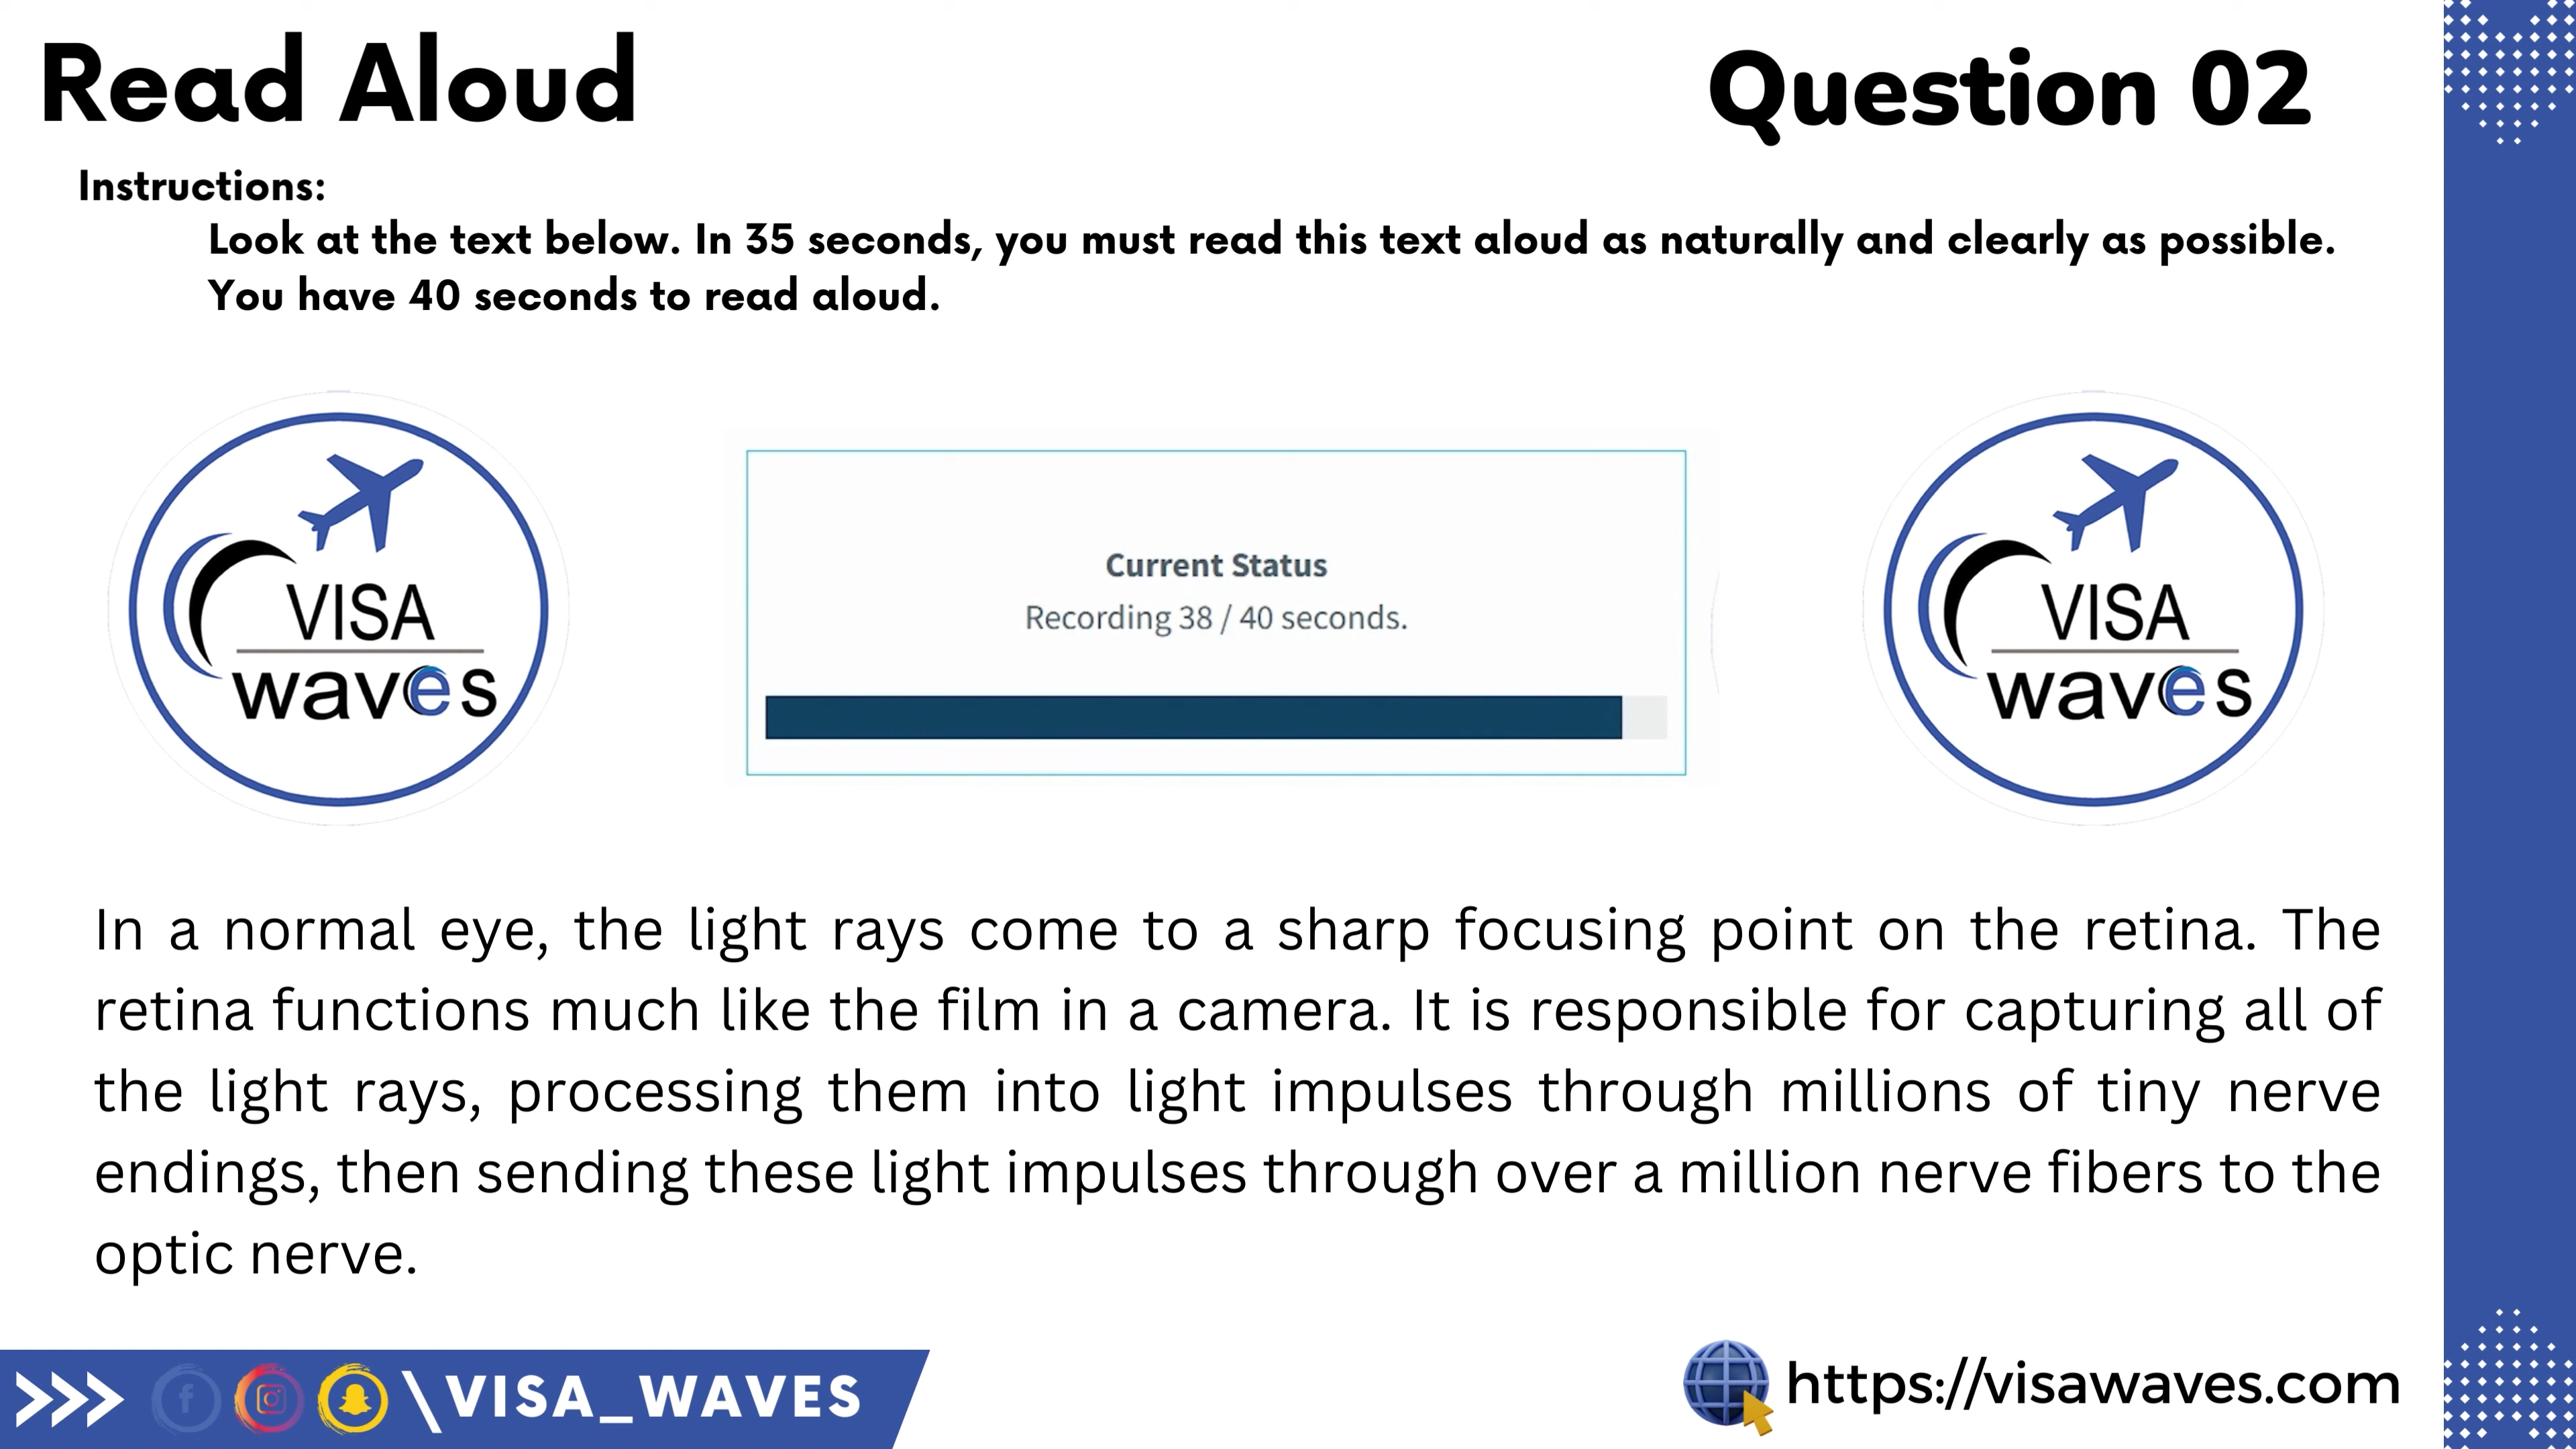 Read Aloud
Question 02
Instructions:
Look at the text below. In 35 seconds, you must read this text aloud as naturally and clearly as possible.
You have 40 seconds to read aloud.
VISA
waves
Current Status
Recording 38 / 40 seconds.
VISA
waves
In a normal eye, the light rays come to a sharp focusing point on the retina. The
retina functions much like the film in a camera. It is responsible for capturing all of
the light rays, processing them into light impulses through millions of tiny nerve
endings, then sending these light impulses through over a million nerve fibers to the
optic nerve.
\VISA_WAVES
https://visawaves.com